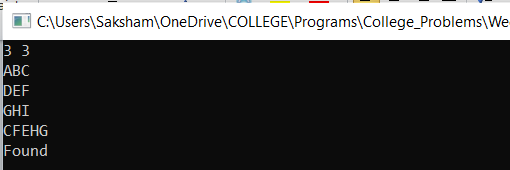 C:\Users\Saksham\OneDrive\COLLEGE\Programs\College_Problems\We
3 3
ABC
DEF
GHI
CFEHG
Found